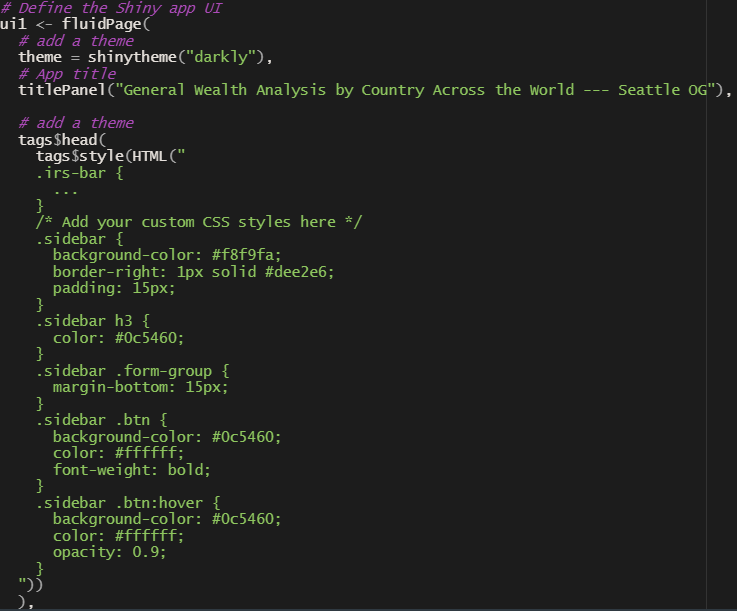 # Define the Shiny app UI
ui1 <- fluidPage(
  # add a theme
  theme = shinytheme("darkly"),
  # App title
  titlePanel("General Wealth Analysis by Country Across the World --- Seattle OG"),

  # add a theme
  tags$head(
    tags$style(HTML("
    .irs-bar {
      ...
    }
    /* Add your custom CSS styles here */
    .sidebar {
      background-color: #f8f9fa;
      border-right: 1px solid #dee2e6;
      padding: 15px;
    }
    .sidebar h3 {
      color: #0c5460;
    }
    .sidebar .form-group {
      margin-bottom: 15px;
    }
    .sidebar .btn {
      background-color: #0c5460;
      color: #ffffff;
      font-weight: bold;
    }
    .sidebar .btn:hover {
      background-color: #0c5460;
      color: #ffffff;
      opacity: 0.9;
    }
  "))
  ),